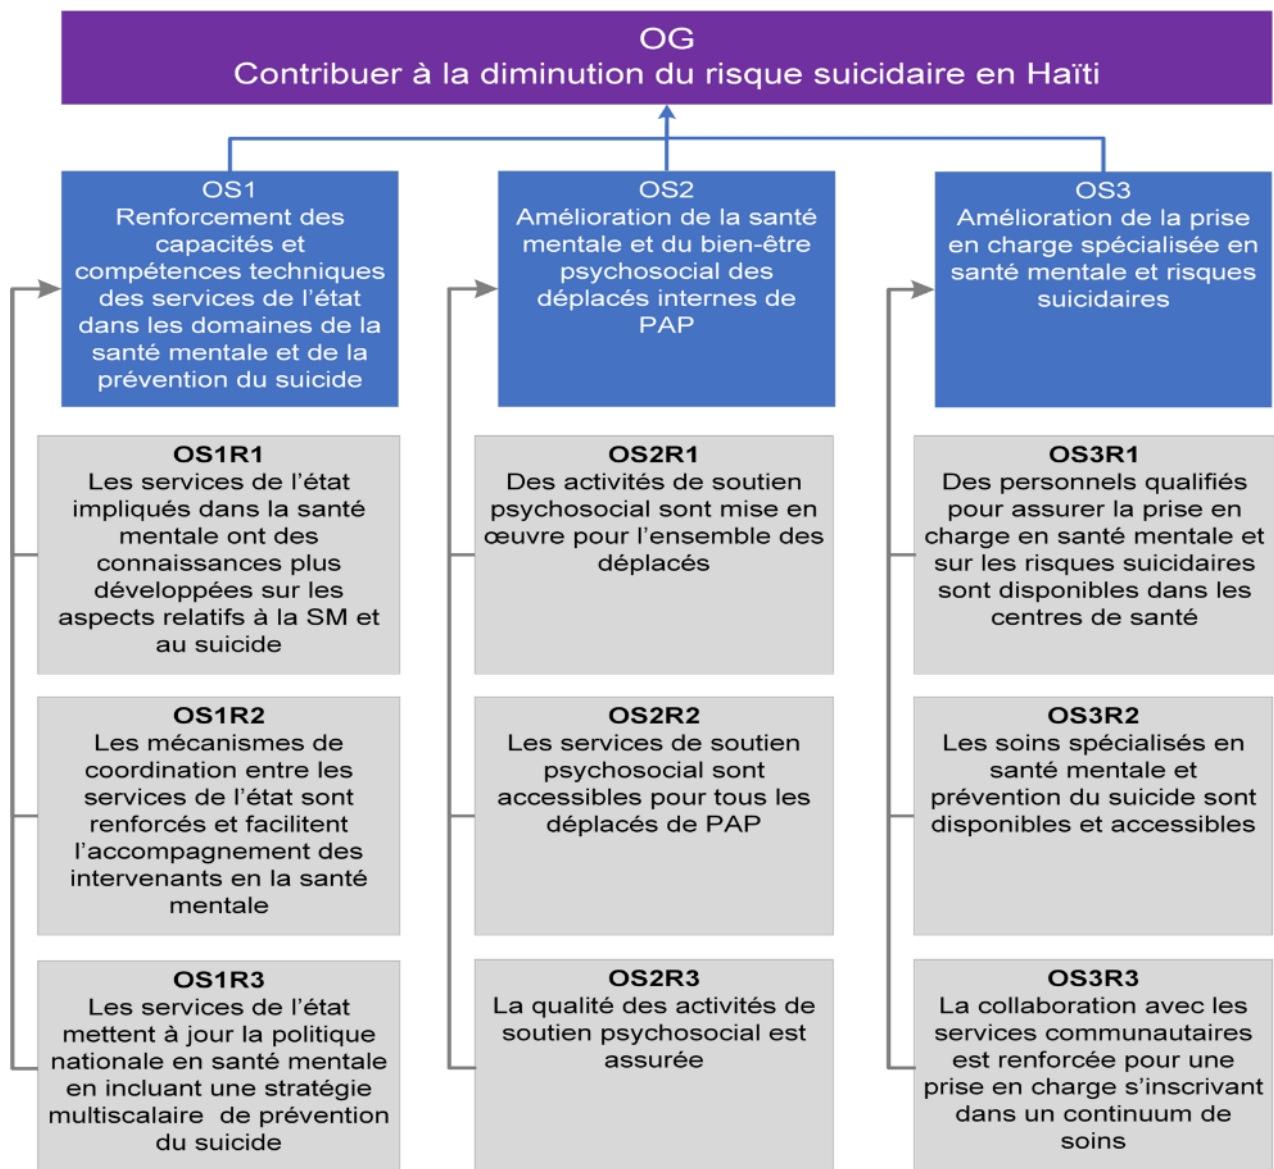 OG
Contribuer à la diminution du risque suicidaire en Haïti
OS1
Renforcement des
capacités et
compétences techniques
des services de l’état
dans les domaines de la
santé mentale et de la
prévention du suicide
OS2
Amélioration de la santé
mentale et du bien-être
psychosocial des
déplacés internes de
PAP
OS3
Amélioration de la prise
en charge spécialisée en
santé mentale et risques
suicidaires
OS1R1
Les services de l’état
impliqués dans la santé
mentale ont des
connaissances plus
développées sur les
aspects relatifs à la SM et
au suicide
OS2R1
Des activités de soutien
psychosocial sont mise en
œuvre pour l’ensemble des
déplacés
OS3R1
Des personnels qualifiés
pour assurer la prise en
charge en santé mentale et
sur les risques suicidaires
sont disponibles dans les
centres de santé
OS1R2
Les mécanismes de
coordination entre les
services de l’état sont
renforcés et facilitent
l’accompagnement des
intervenants en la santé
mentale
OS2R2
Les services de soutien
psychosocial sont
accessibles pour tous les
déplacés de PAP
OS3R2
Les soins spécialisés en
santé mentale et
prévention du suicide sont
disponibles et accessibles
OS1R3
Les services de l’état
mettent à jour la politique
nationale en santé mentale
en incluant une stratégie
multiscalaire de prévention
du suicide
OS2R3
La qualité des activités de
soutien psychosocial est
assurée
OS3R3
La collaboration avec les
services communautaires
est renforcée pour une
prise en charge s’inscrivant
dans un continuum de
soins